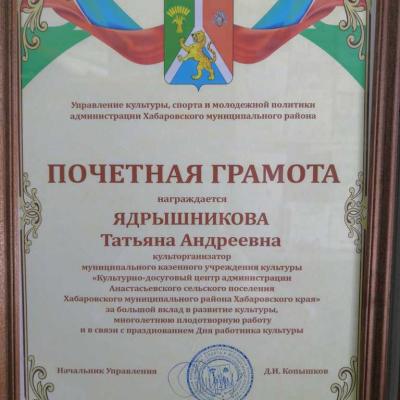 Управление культуры, спорта и молодежной политики
администрации Хабаровского муниципального района
ПОЧЕТНАЯ ГРАМОТА
награждается
ЯДРЫШНИКОВА
Татьяна Андреевна
культорганизатор
муниципального казенного учреждения культуры
«Культурно-досуговый центр администрации
Анастасьевского сельского поселения
Хабаровского муниципального района Хабаровского края»
за большой вклад в развитие культуры,
многолетнюю плодотворную работу
и в связи с празднованием Дня работника культуры
Начальник Управления
Д.И. Копышков